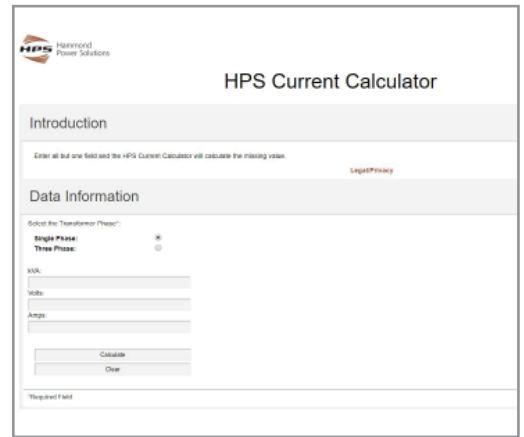 HPS Hammond
Power Solutions
HPS Current Calculator
Introduction
Enter all but one field and the HPS Current Calculator will calculate the missing value.
Legal/Privacy
Data Information
Select the Transformer Phase*:
Single Phase:
Three Phase:
kVA:
Volts:
Amps:
Calculate
Clear
*Required Field